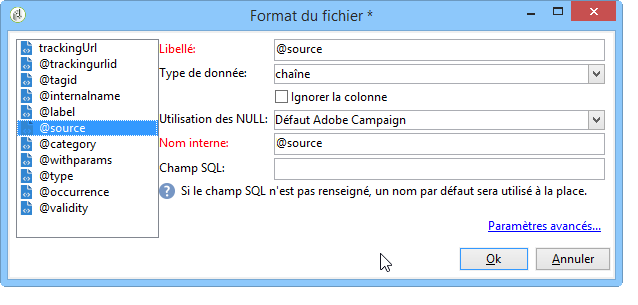 Format du fichier *
trackingUrl
@trackingurlid
@tagid
@internalname
@label
@source
@category
@withparams
@type
@occurrence
@validity
Libellé: @source
Type de donnée: chaîne
Ignorer la colonne
Utilisation des NULL: Défaut Adobe Campaign
Nom interne: @source
Champ SQL:
? Si le champ SQL n'est pas renseigné, un nom par défaut sera utilisé à la place.
Paramètres avancés...
Ok Annuler